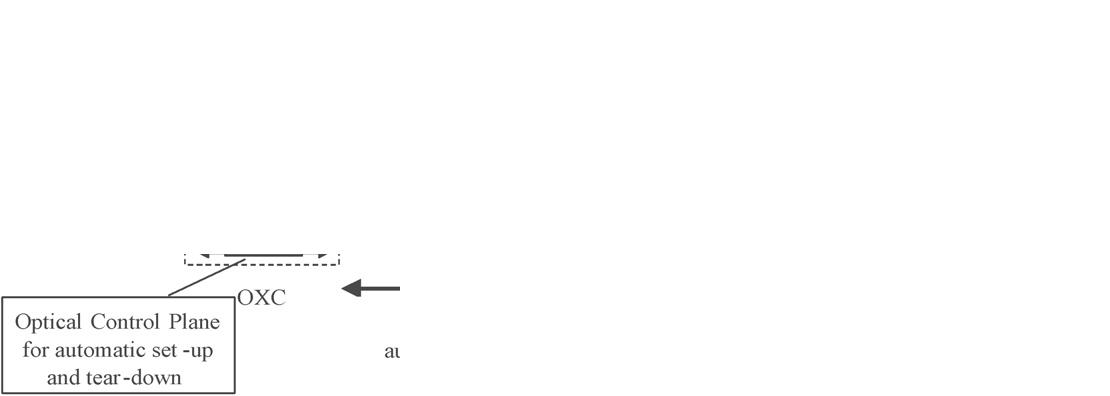 OXC
Optical Control Plane
for automatic set-up
and tear-down